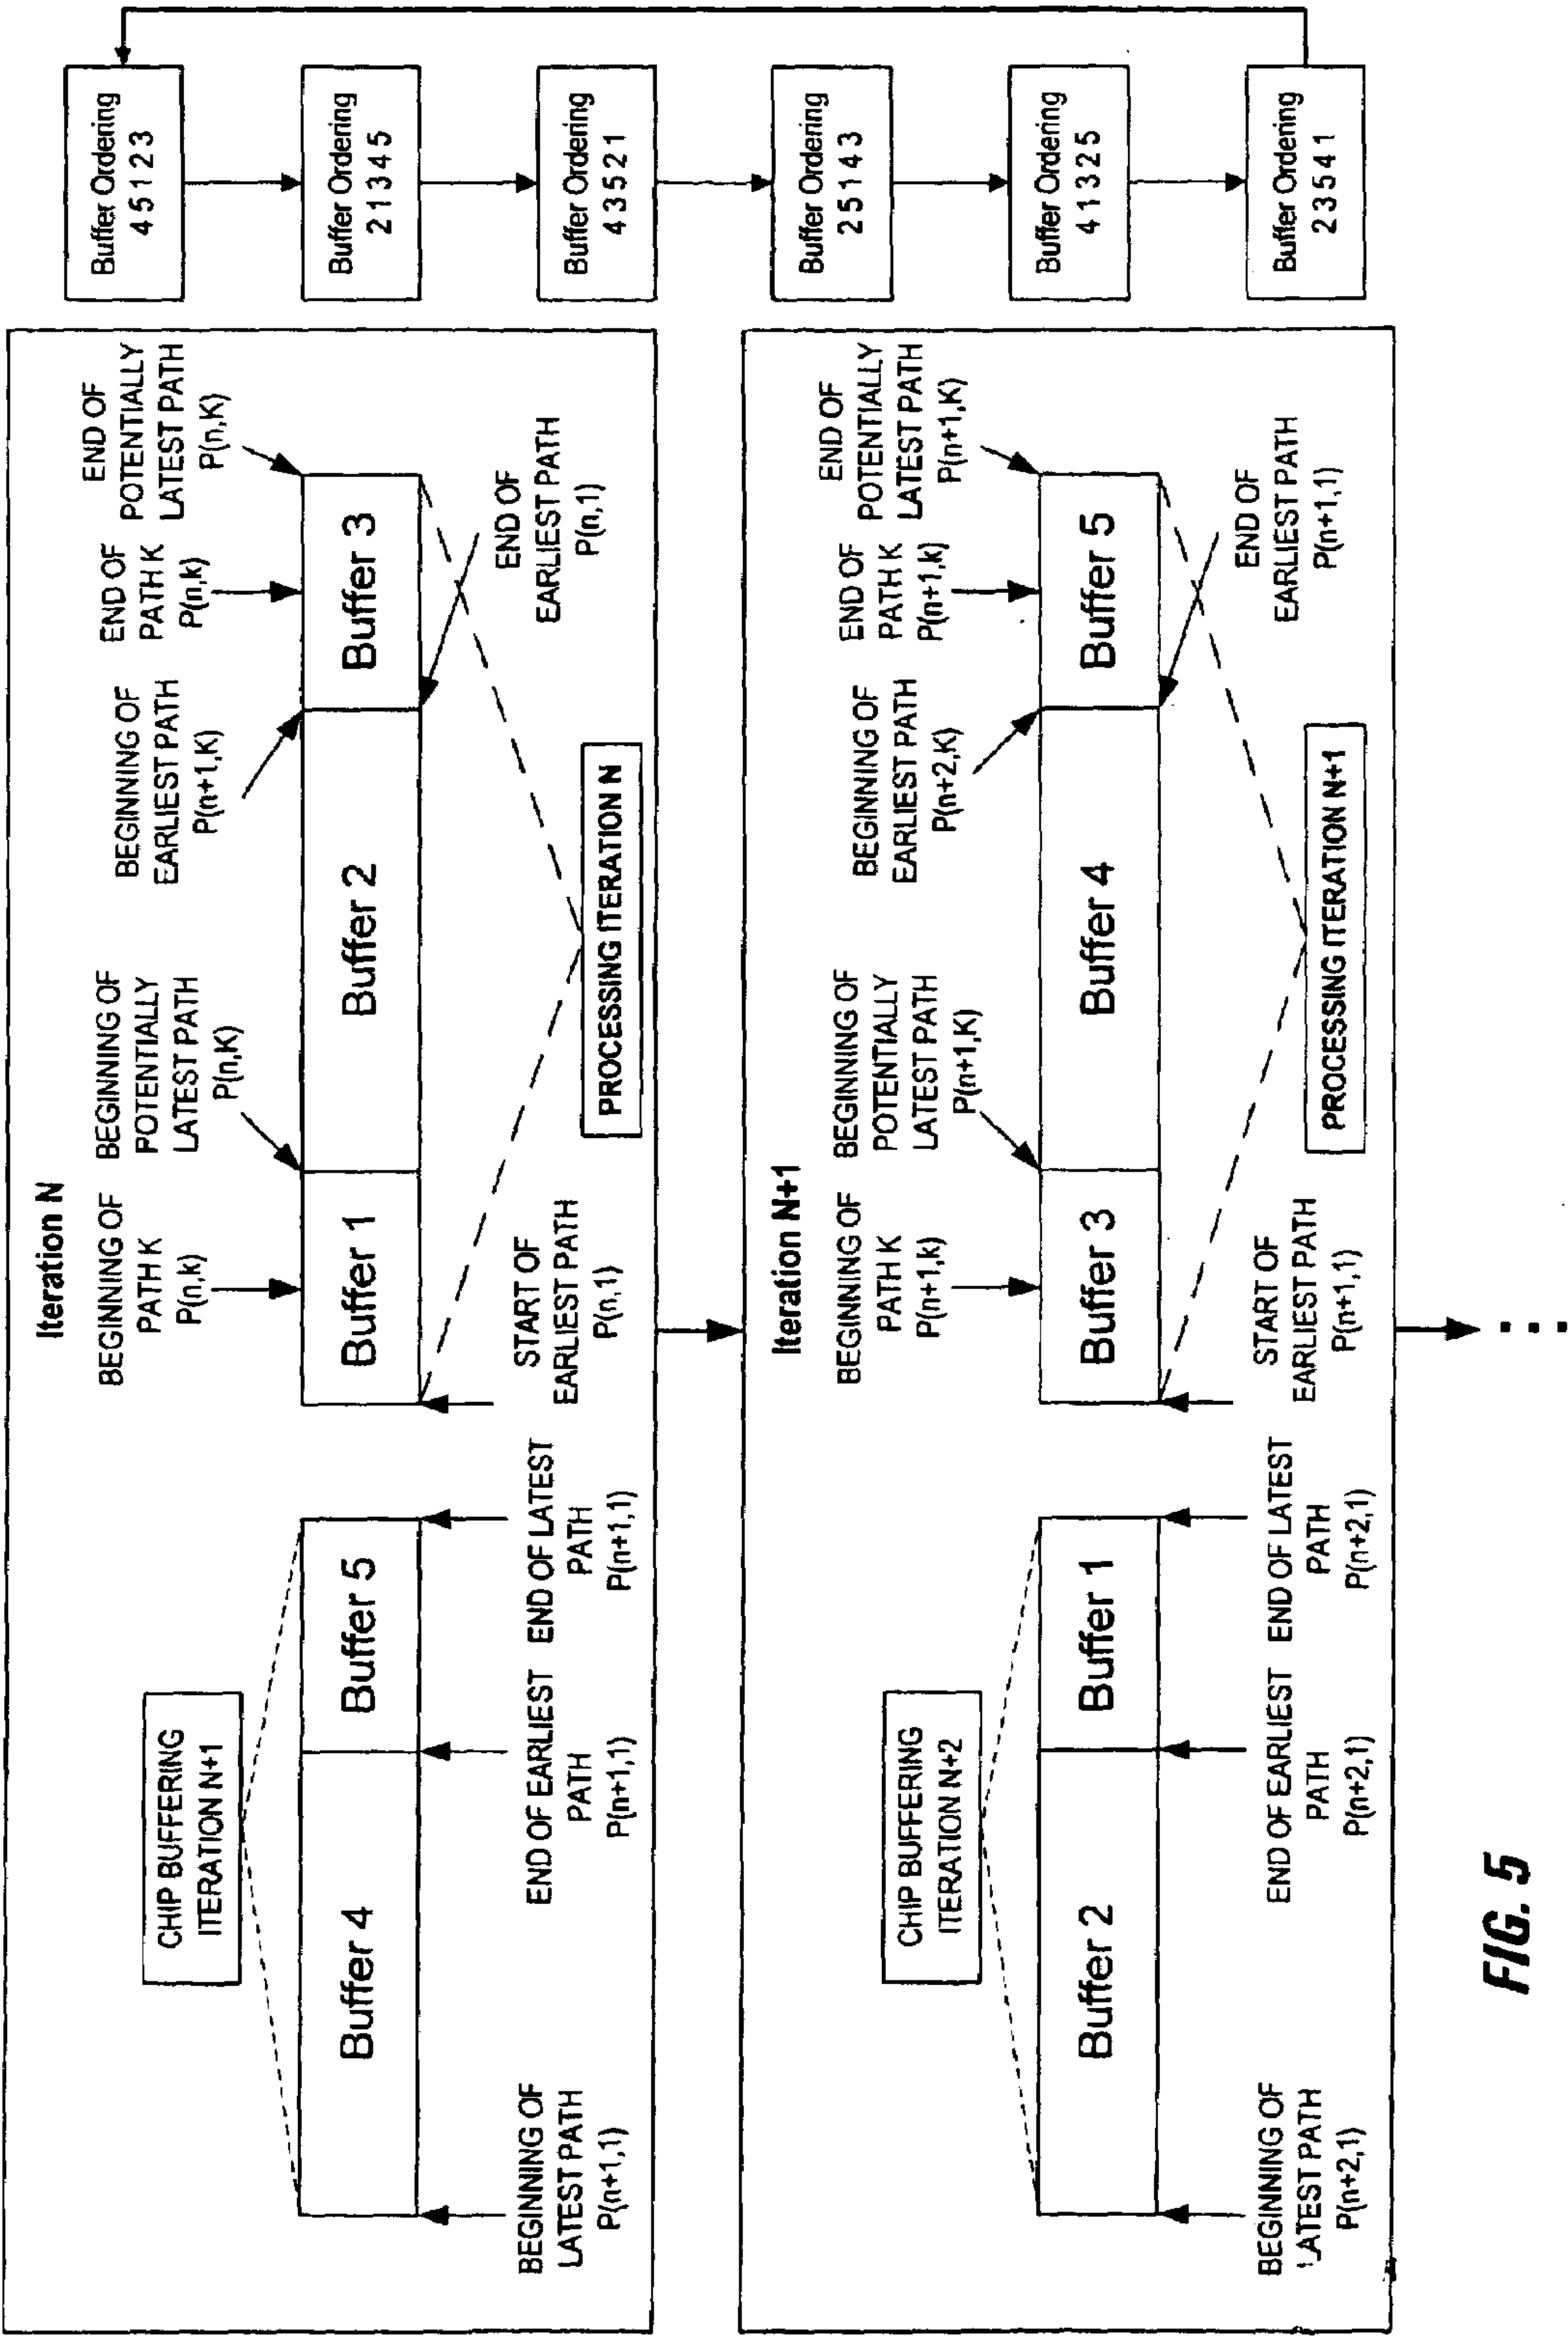 Iteration N
CHIP BUFFERING
ITERATION N+1
BEGINNING OF
PATH K
P(n,k)
BEGINNING OF
POTENTIALLY
LATEST PATH
P(n,K)
BEGINNING OF
EARLIEST PATH
P(n+1,K)
END OF
PATH K
P(n,k)
END OF
POTENTIALLY
LATEST PATH
P(n,K)
Buffer 4
Buffer 5
Buffer 1
Buffer 2
Buffer 3
BEGINNING OF
LATEST PATH
P(n+1,1)
END OF EARLIEST
PATH
P(n+1,1)
END OF LATEST
PATH
P(n+1,1)
START OF
EARLIEST PATH
P(n,1)
PROCESSING ITERATION N
END OF
EARLIEST PATH
P(n,1)
Iteration N+1
CHIP BUFFERING
ITERATION N+2
BEGINNING OF
PATH K
P(n+1,k)
BEGINNING OF
POTENTIALLY
LATEST PATH
P(n+1,K)
BEGINNING OF
EARLIEST PATH
P(n+2,K)
END OF
PATH K
P(n+1,k)
END OF
POTENTIALLY
LATEST PATH
P(n+1,K)
Buffer 2
Buffer 1
Buffer 3
Buffer 4
Buffer 5
BEGINNING OF
LATEST PATH
P(n+2,1)
END OF EARLIEST
PATH
P(n+2,1)
END OF LATEST
PATH
P(n+2,1)
START OF
EARLIEST PATH
P(n+1,1)
PROCESSING ITERATION N+1
END OF
EARLIEST PATH
P(n+1,1)
Buffer Ordering
4 5 1 2 3
Buffer Ordering
2 1 3 4 5
Buffer Ordering
4 3 5 2 1
Buffer Ordering
2 5 1 4 3
Buffer Ordering
4 1 3 2 5
Buffer Ordering
2 3 5 4 1
FIG. 5